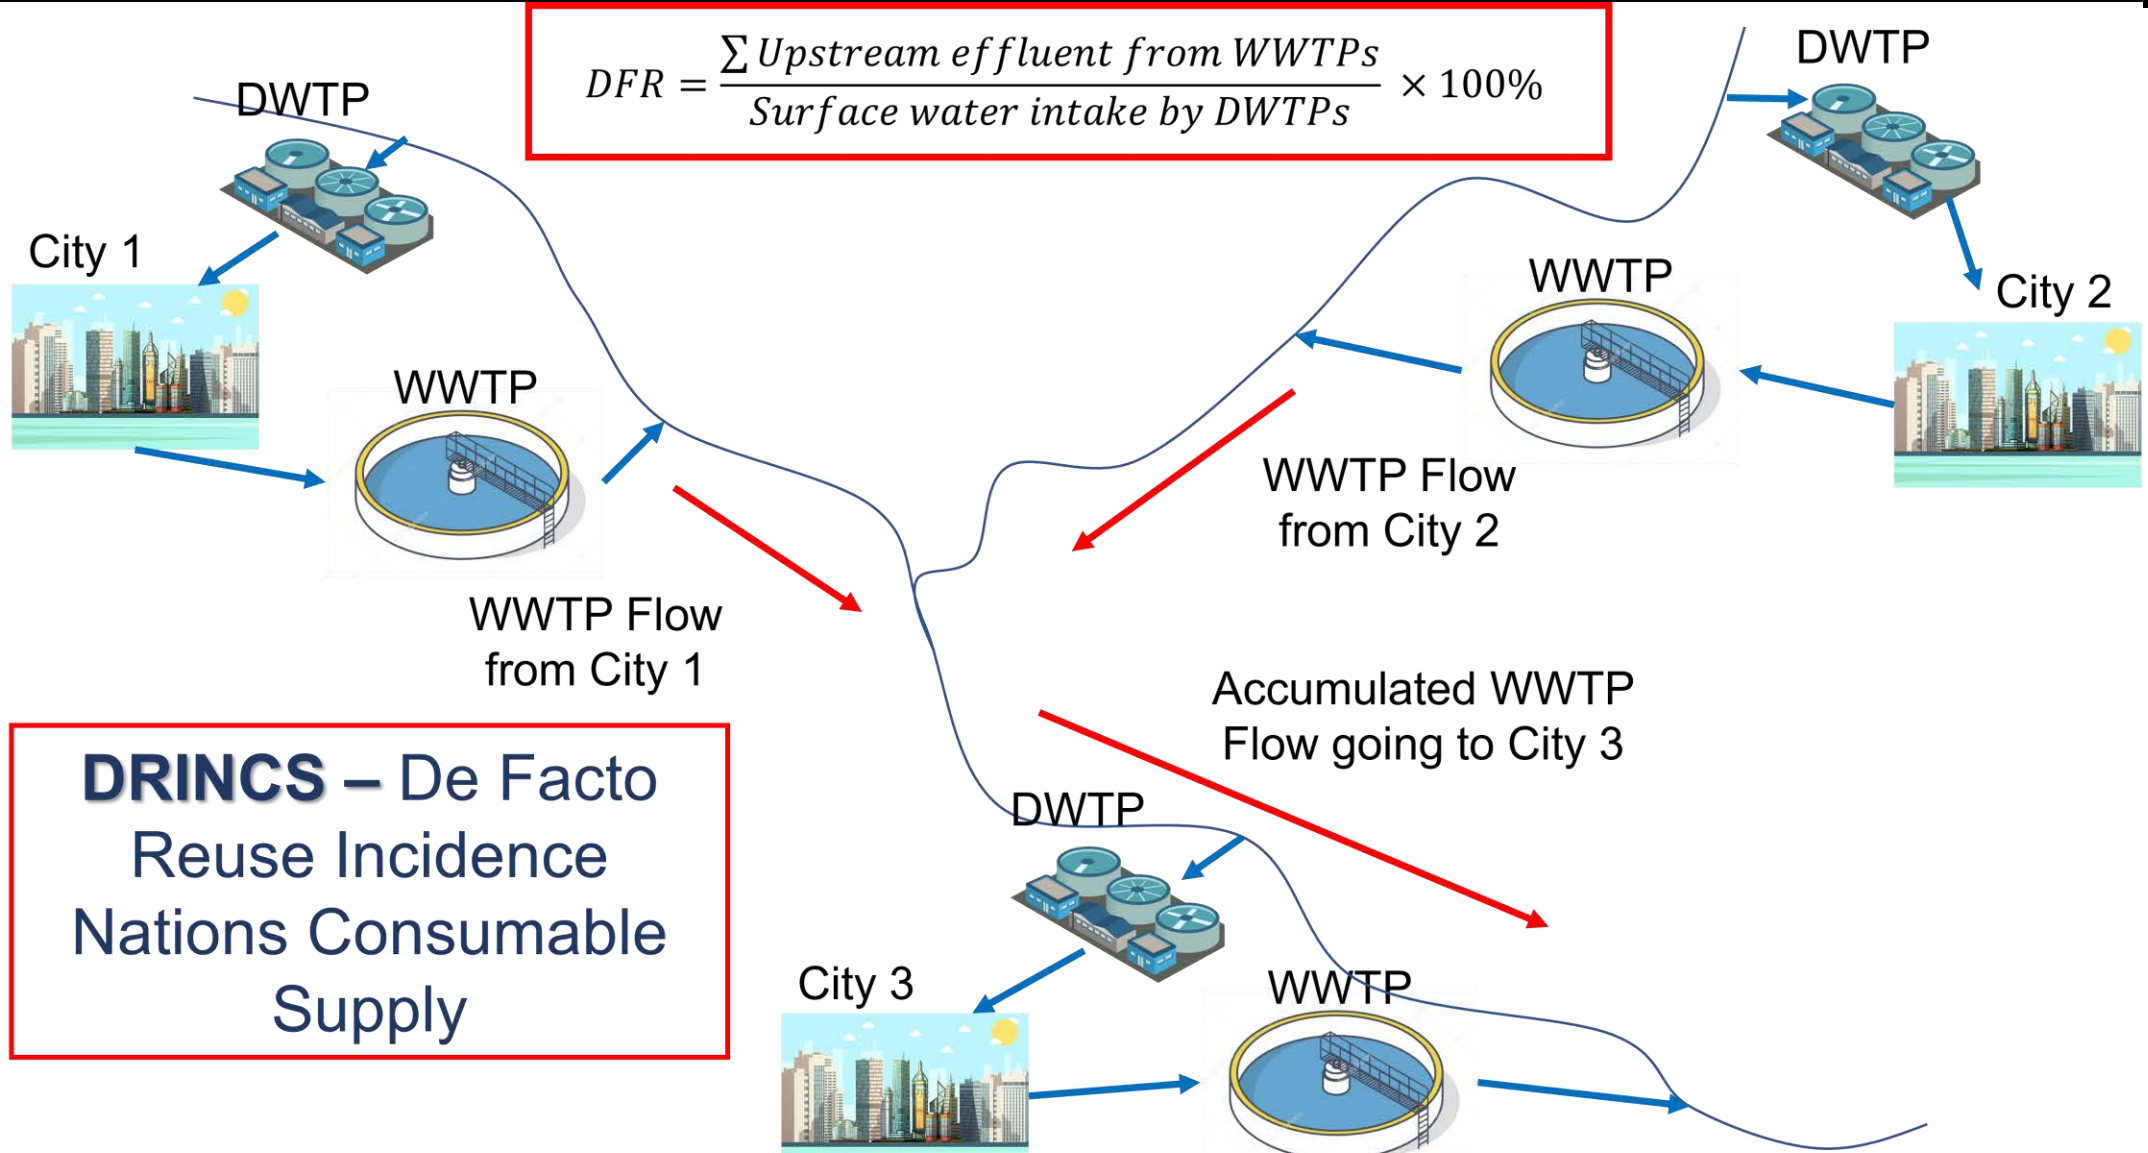 DFR = ∑ Upstream effluent from WWTPs / Surface water intake by DWTPs × 100%
DWTP
City 1
WWTP
WWTP Flow
from City 1
DWTP
WWTP
City 2
WWTP Flow
from City 2
Accumulated WWTP
Flow going to City 3
DWTP
City 3
WWTP
DRINCS – De Facto
Reuse Incidence
Nations Consumable
Supply